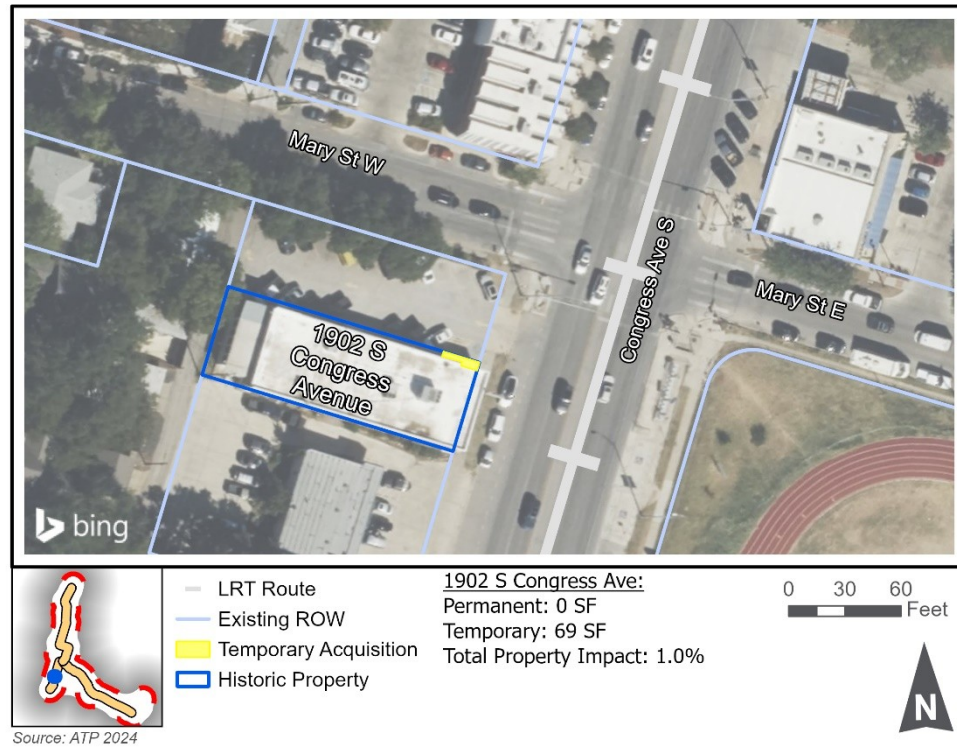 Mary St W
Congress Ave S
Mary St E
1902 S
Congress
Avenue
bing
LRT Route
Existing ROW
Temporary Acquisition
Historic Property
1902 S Congress Ave:
Permanent: 0 SF
Temporary: 69 SF
Total Property Impact: 1.0%
0 30 60
Feet
N
Source: ATP 2024